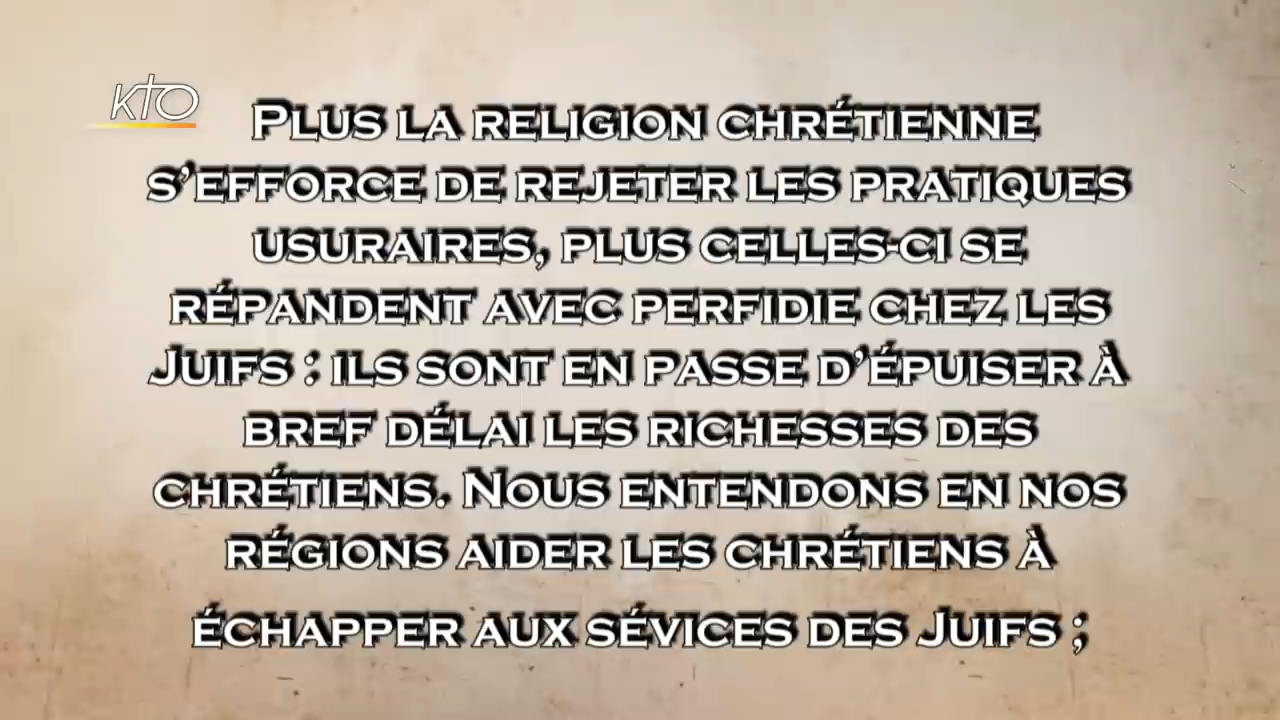 KTO
Plus la religion chrétienne
s'efforce de rejeter les pratiques
usuraires, plus celles-ci se
répandent avec perfidie chez les
Juifs : ils sont en passe d'épuiser à
bref délai les richesses des
chrétiens. Nous entendons en nos
régions aider les chrétiens à
échapper aux sévices des Juifs ;